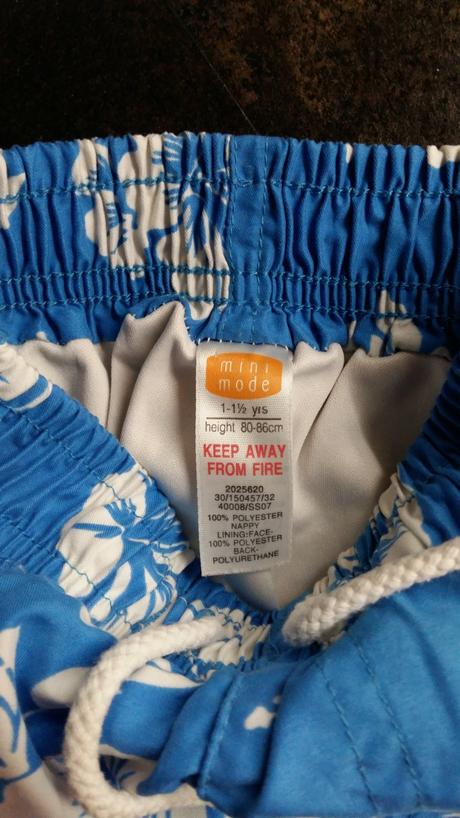 mini
mode
1-1½ yrs
height 80-86cm
KEEP AWAY
FROM FIRE
2025620
30/150457/32
40008/SS07
100% POLYESTER
NAPPY
LINING:FACE-
100% POLYESTER
BACK-
POLYURETHANE